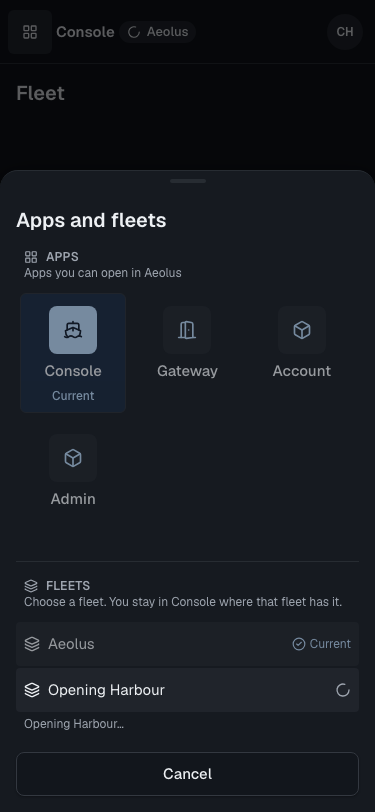 Console Aeolus CH
Fleet
Apps and fleets
APPS
Apps you can open in Aeolus
Console Gateway Account
Current
Admin
FLEETS
Choose a fleet. You stay in Console where that fleet has it.
Aeolus Current
Opening Harbour
Opening Harbour...
Cancel